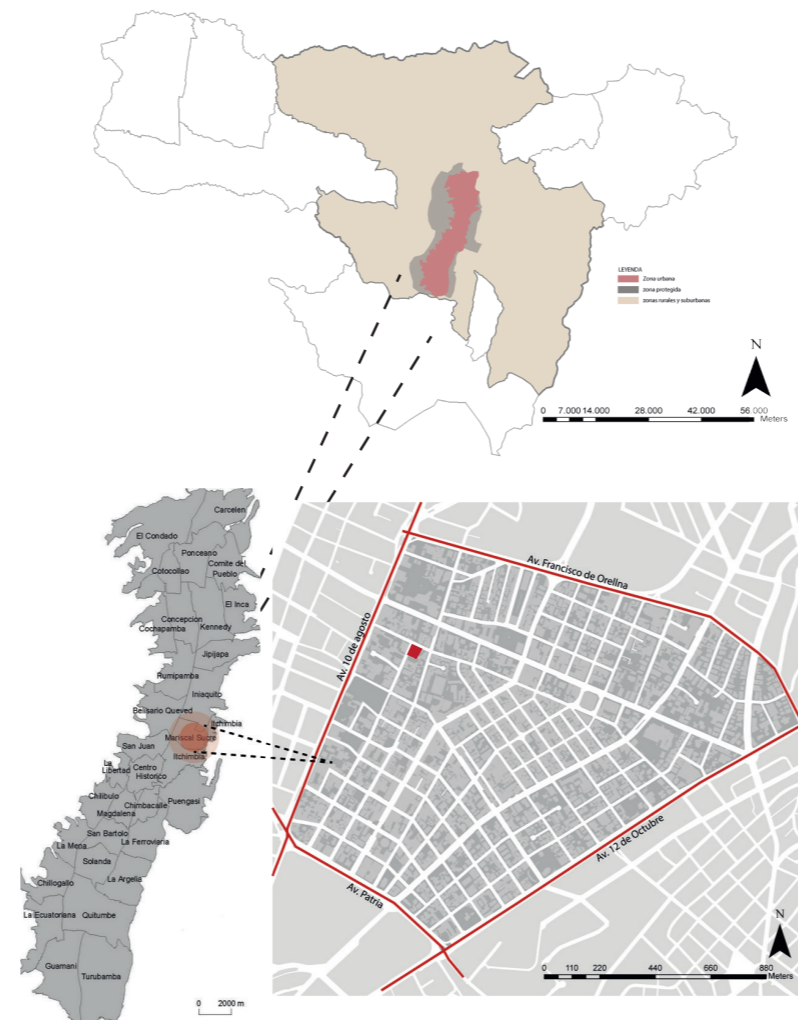 LEYENDA
Zona urbana
zona protegida
zonas rurales y suburbanas
N
0 7.000 14.000 28.000 42.000 56.000
Meters
Carcelen
El Condado
Ponceano
Cotocollao
Comite del
Pueblo
El Inca
Concepcion
Cochapamba
Kennedy
Jipijapa
Rumipamba
Iniaquito
Belisario Queved
Itchimbia
Mariscal Sucre
San Juan
Itchimbia
La
Libertad
Centro
Historico
Chilibulo
Puengasi
Chimbacalle
Magdalena
San Bartolo
La Ferroviaria
La Mena
Solanda
La Argelia
Chillogallo
La Ecuatoriana
Quitumbe
Guamani
Turubamba
0 2000 m
Av. Francisco de Orellna
Av. 10 de agosto
Av. 12 de Octubre
Av. Patria
N
0 110 220 440 660 880
Meters